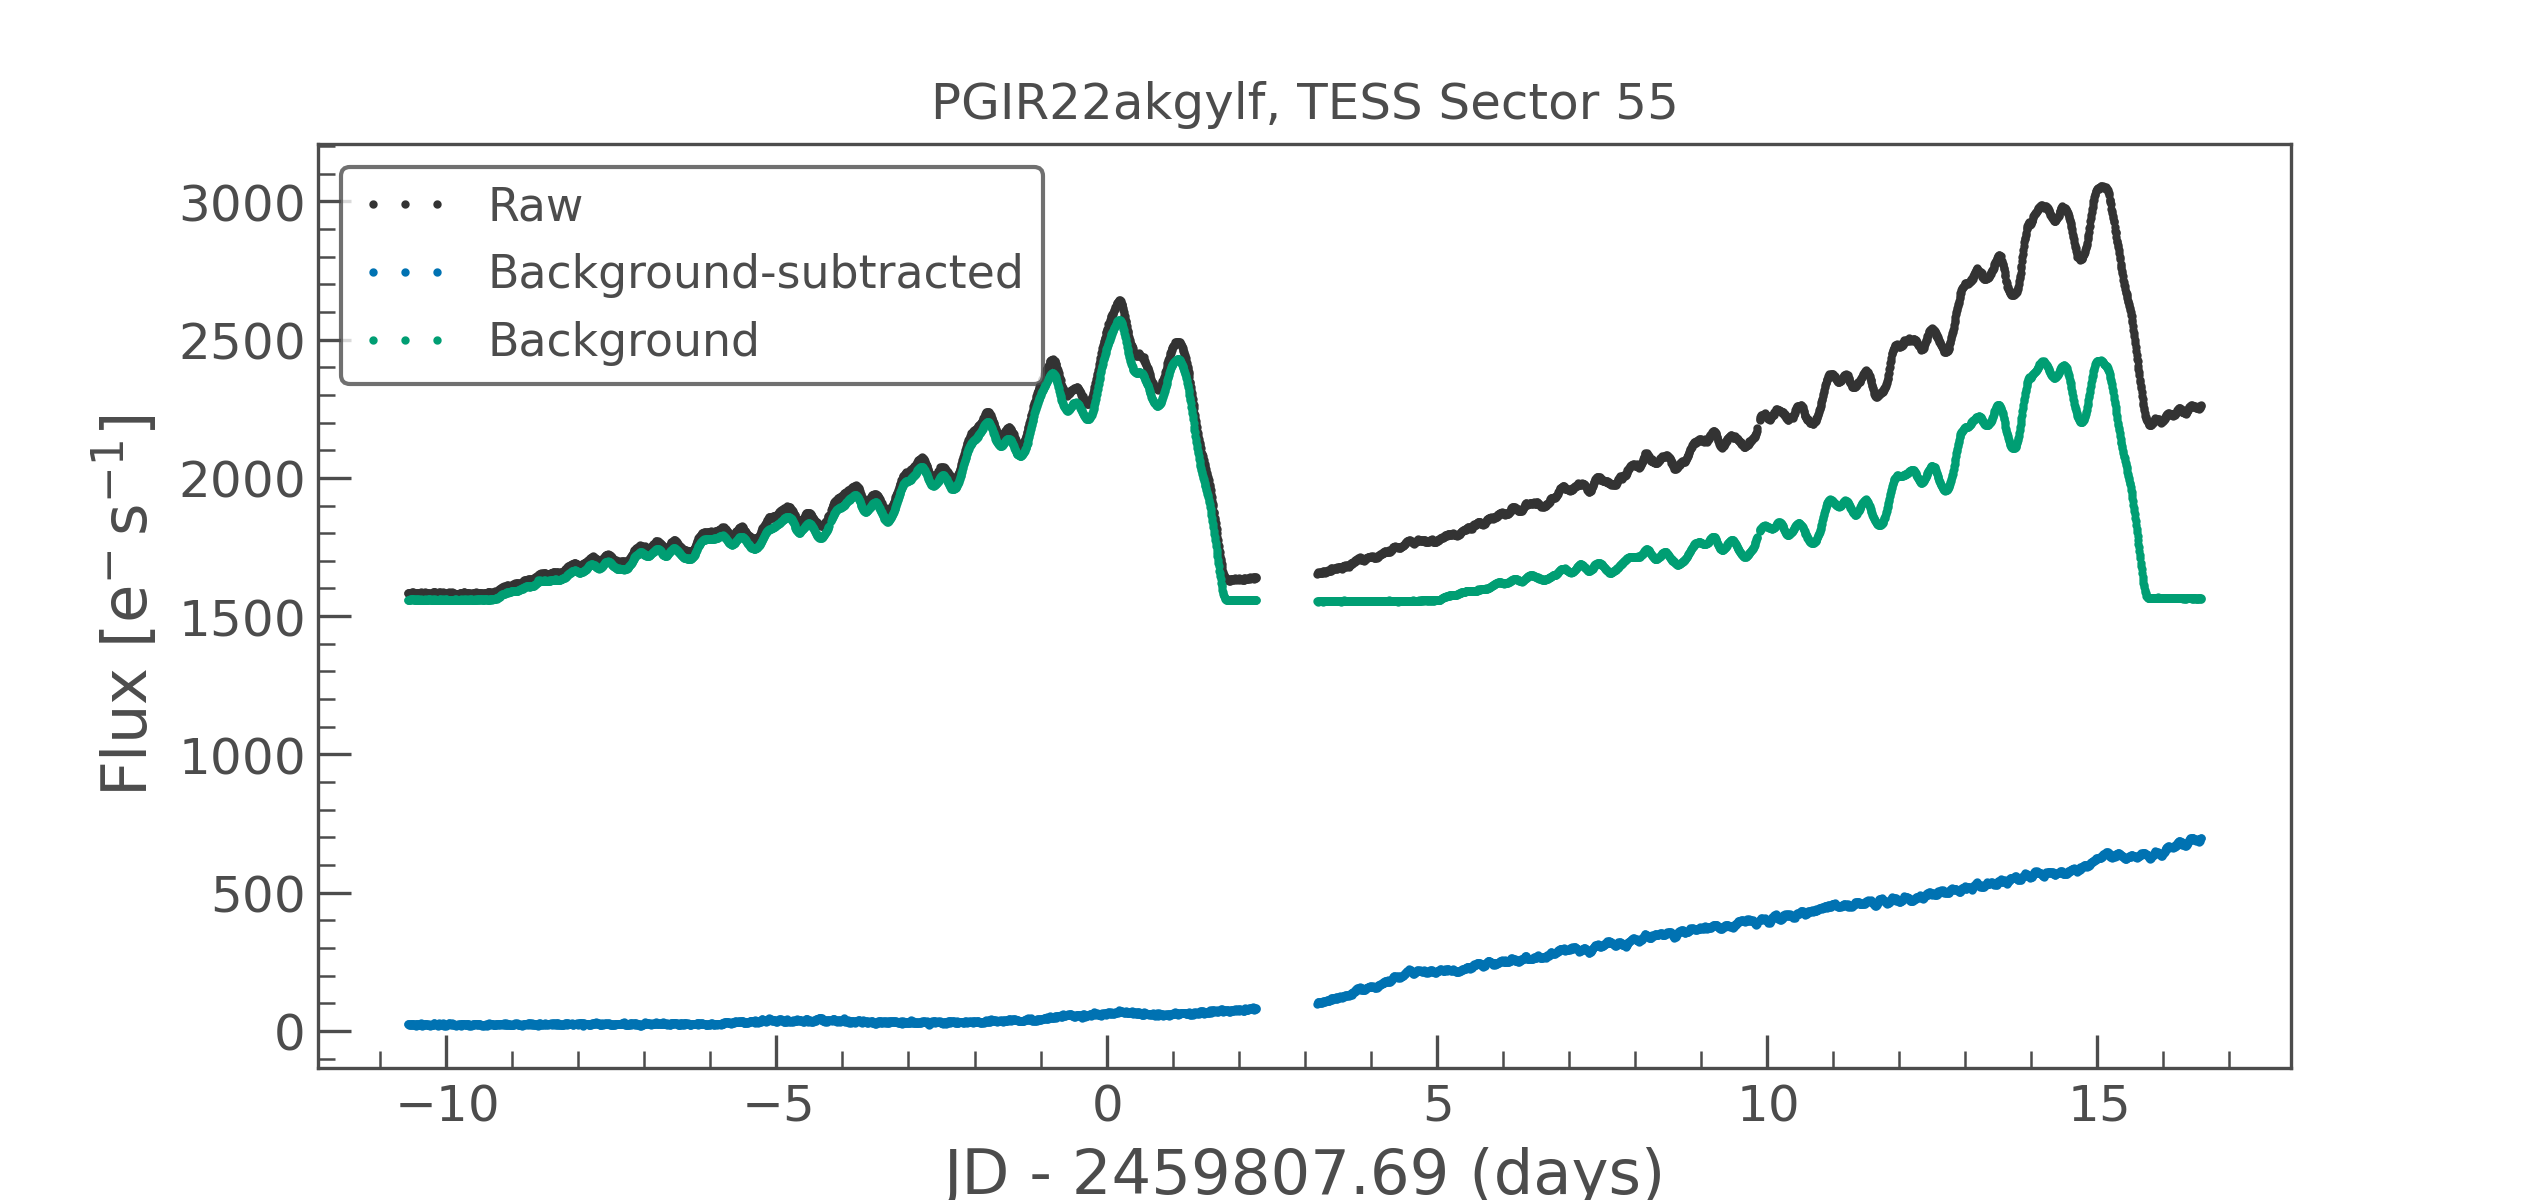 PGIR22akgylf, TESS Sector 55
Raw
Background-subtracted
Background
3000
2500
2000
1500
1000
500
0
Flux [e⁻ s⁻¹]
−10 −5 0 5 10 15
JD - 2459807.69 (days)